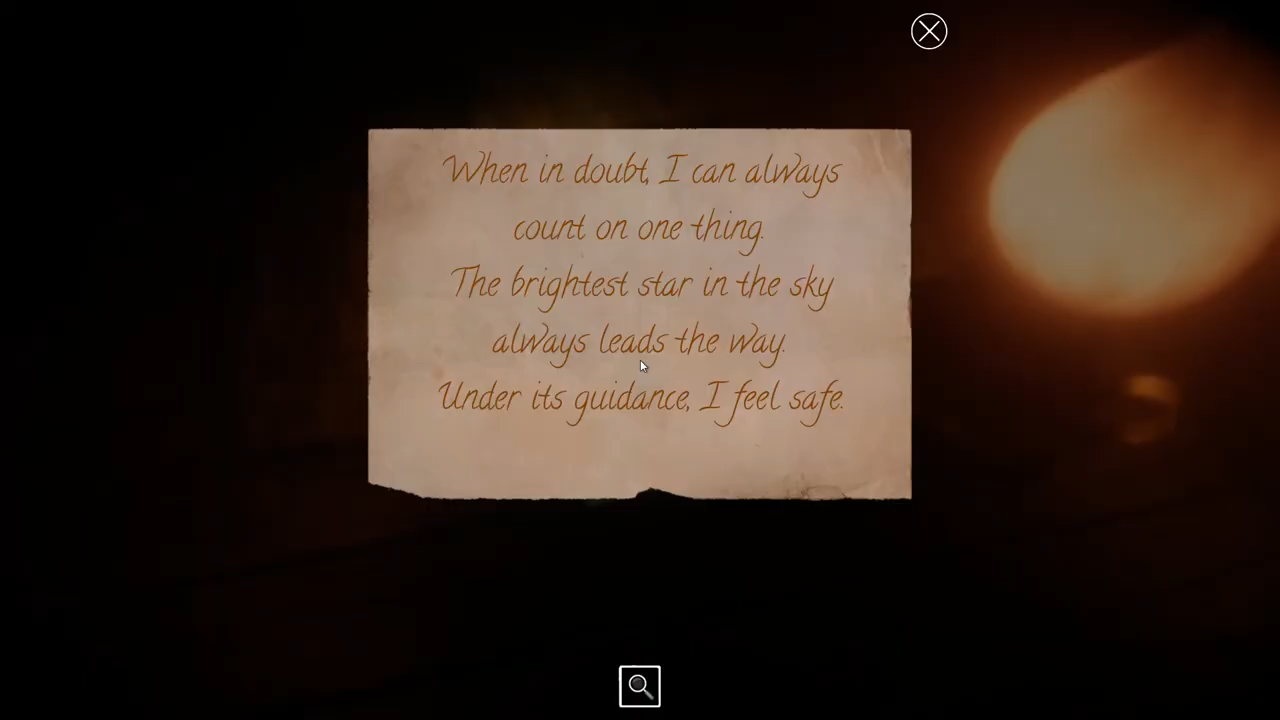 When in doubt, I can always
count on one thing.
The brightest star in the sky
always leads the way.
Under its guidance, I feel safe.